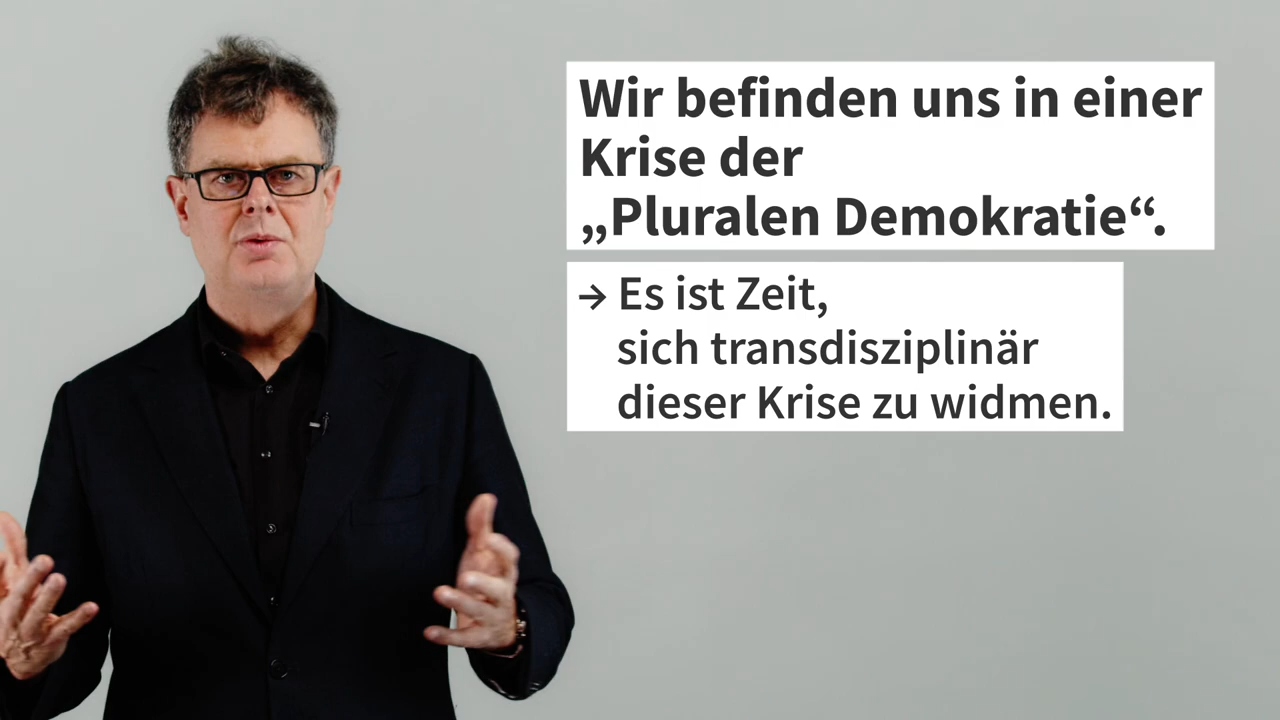 Wir befinden uns in einer
Krise der
„Pluralen Demokratie“.
→ Es ist Zeit,
sich transdisziplinär
dieser Krise zu widmen.